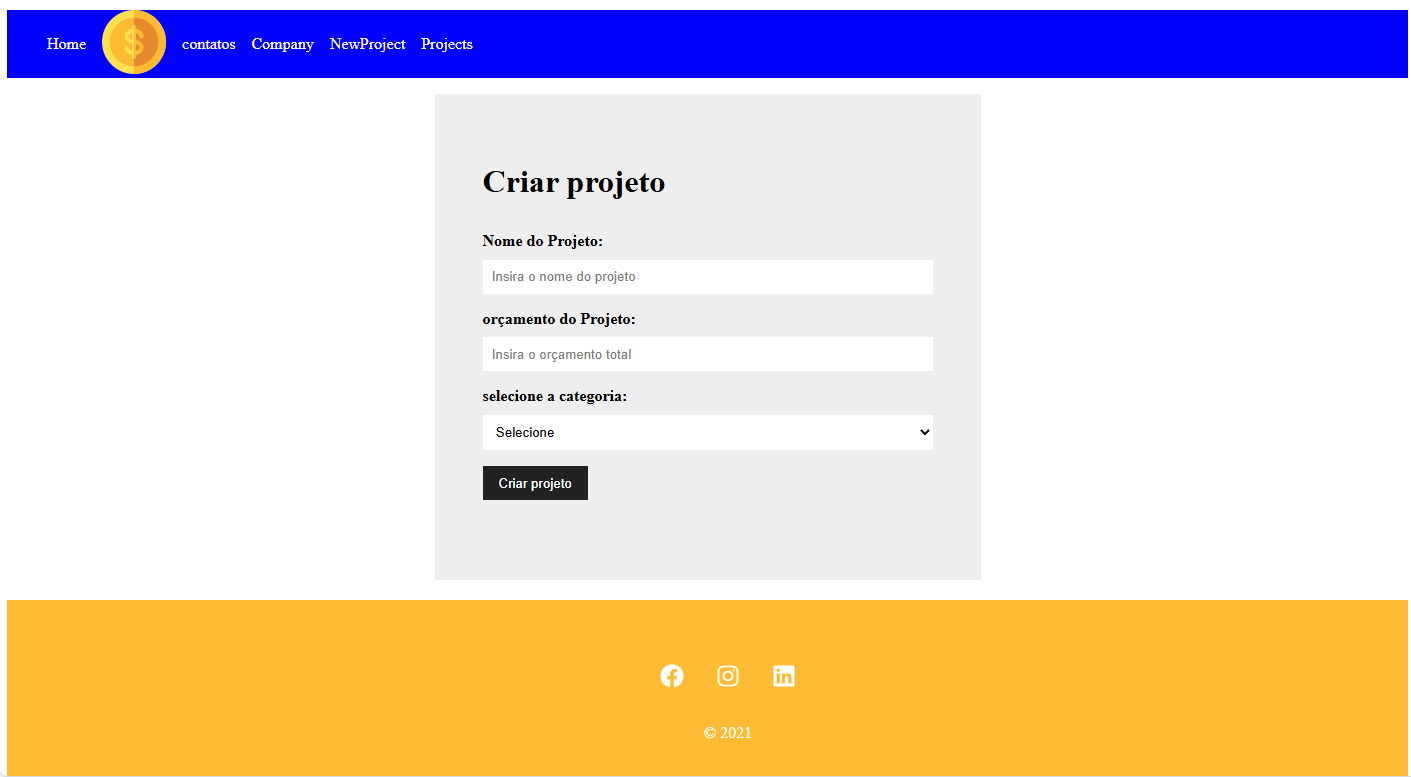 Home $ contatos Company NewProject Projects
Criar projeto
Nome do Projeto:
Insira o nome do projeto
orçamento do Projeto:
Insira o orçamento total
selecione a categoria:
Selecione
Criar projeto
© 2021